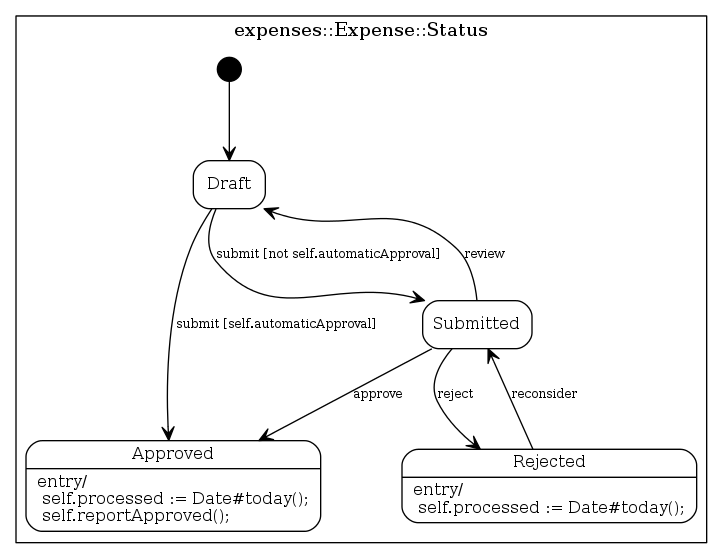 expenses::Expense::Status
Draft
submit [not self.automaticApproval]
review
submit [self.automaticApproval]
Submitted
approve
reject
reconsider
Approved
entry/
self.processed := Date#today();
self.reportApproved();
Rejected
entry/
self.processed := Date#today();